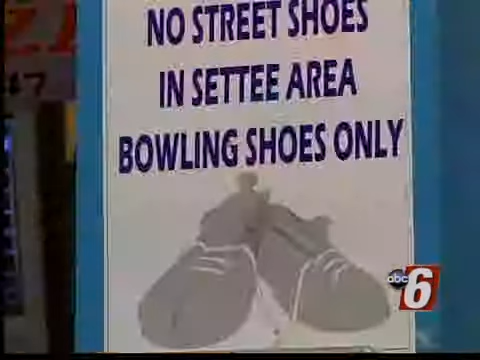 NO STREET SHOES
IN SETTEE AREA
BOWLING SHOES ONLY
abc 6